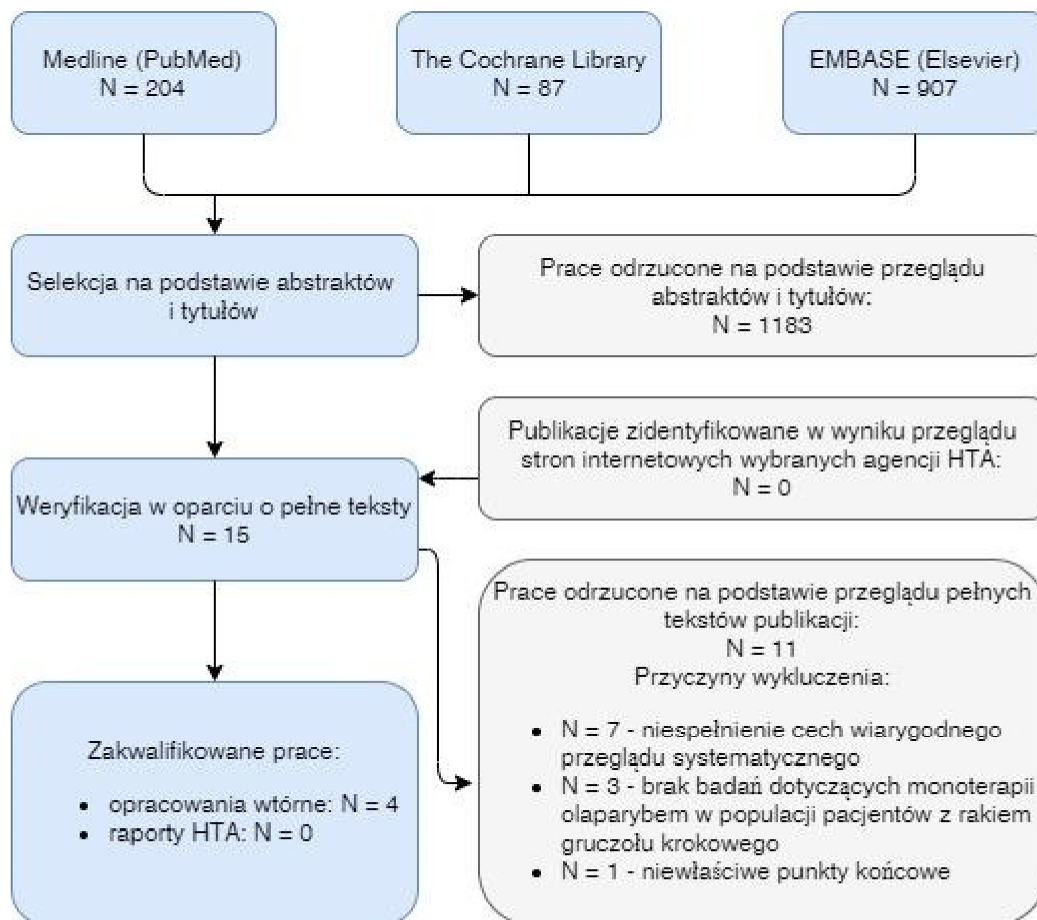 Medline (PubMed)
N = 204
The Cochrane Library
N = 87
EMBASE (Elsevier)
N = 907
Selekcja na podstawie abstraktów
i tytułów
Prace odrzucone na podstawie przeglądu
abstraktów i tytułów:
N = 1183
Publikacje zidentyfikowane w wyniku przeglądu
stron internetowych wybranych agencji HTA:
N = 0
Weryfikacja w oparciu o pełne teksty
N = 15
Prace odrzucone na podstawie przeglądu pełnych
tekstów publikacji:
N = 11
Przyczyny wykluczenia:
• N = 7 - niespełnienie cech wiarygodnego
przeglądu systematycznego
• N = 3 - brak badań dotyczących monoterapii
olaparybem w populacji pacjentów z rakiem
gruczołu krokowego
• N = 1 - niewłaściwe punkty końcowe
Zakwalifikowane prace:
• opracowania wtórne: N = 4
• raporty HTA: N = 0